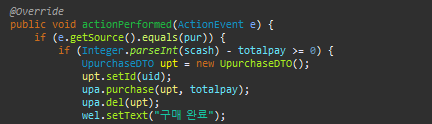 @Override
public void actionPerformed(ActionEvent e) {
if (e.getSource().equals(pur)) {
if (Integer.parseInt(scash) - totalpay >= 0) {
UpurchaseDTO upt = new UpurchaseDTO();
upt.setId(uid);
upa.purchase(upt, totalpay);
upa.del(upt);
wel.setText("구매 완료");